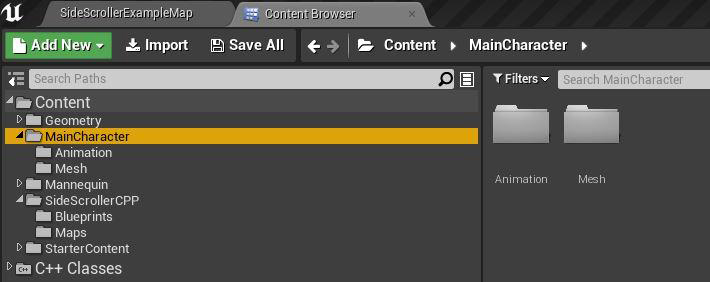 SideScrollerExampleMap Content Browser
Add New Import Save All Content MainCharacter
Search Paths Filters Search MainCharacter
Content
Geometry
MainCharacter
Animation
Mesh
Mannequin
SideScrollerCPP
Blueprints
Maps
StarterContent
C++ Classes
Animation Mesh